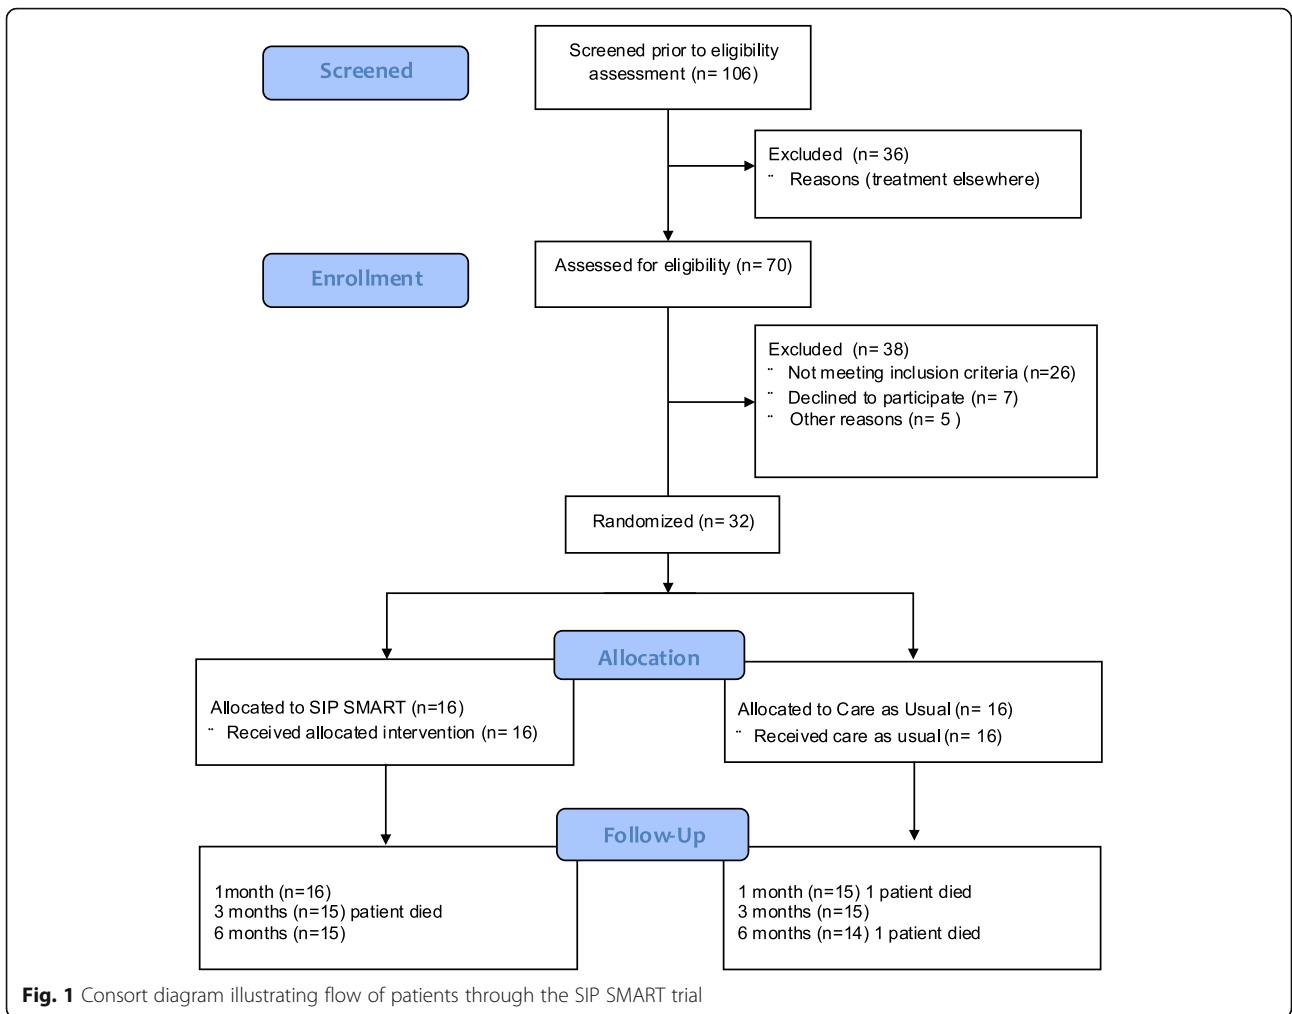 Screened
Screened prior to eligibility
assessment (n= 106)
Excluded (n= 36)
¨ Reasons (treatment elsewhere)
Enrollment
Assessed for eligibility (n= 70)
Excluded (n= 38)
¨ Not meeting inclusion criteria (n=26)
¨ Declined to participate (n= 7)
¨ Other reasons (n= 5 )
Randomized (n= 32)
Allocation
Allocated to SIP SMART (n=16)
¨ Received allocated intervention (n= 16)
Allocated to Care as Usual (n= 16)
¨ Received care as usual (n= 16)
Follow-Up
1month (n=16)
3 months (n=15) patient died
6 months (n=15)
1 month (n=15) 1 patient died
3 months (n=15)
6 months (n=14) 1 patient died
Fig. 1 Consort diagram illustrating flow of patients through the SIP SMART trial